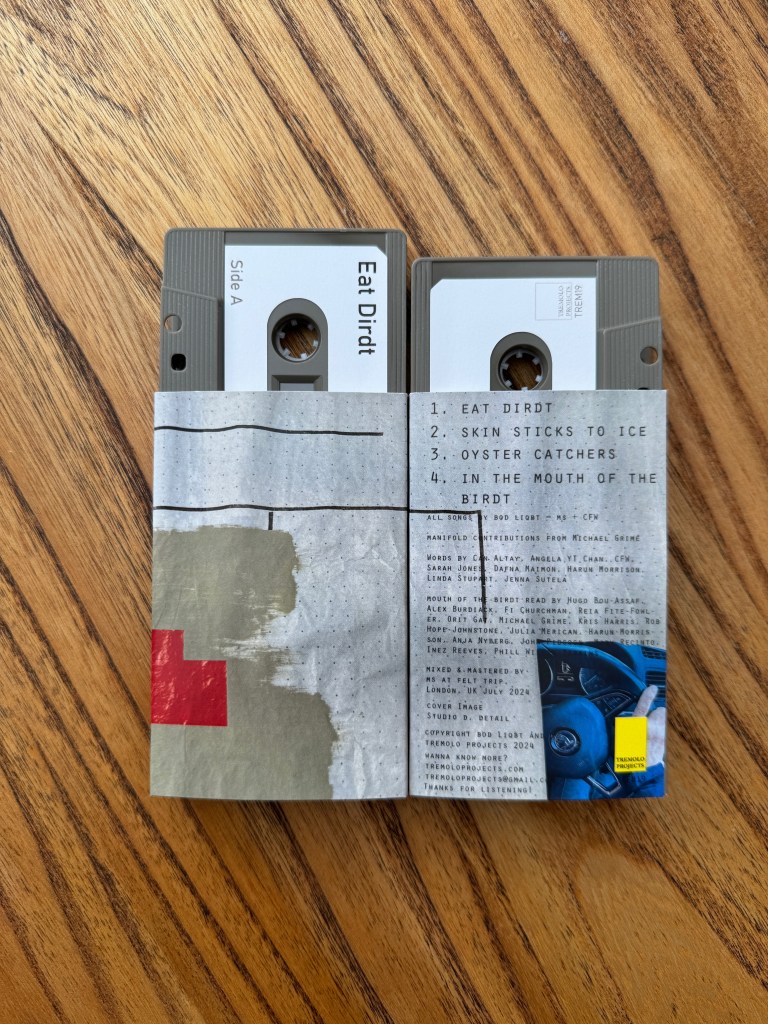 Eat Dirdt
Side A
TREMOLO
PROJECTS
TREM19
1. EAT DIRDT
2. SKIN STICKS TO ICE
3. OYSTER CATCHERS
4. IN THE MOUTH OF THE
BIRDT
ALL SONGS BY BOD LIQBT – MS + CFW
MANIFOLD CONTRIBUTIONS FROM MICHAEL GRIME
WORDS BY CAN ALTAY, ANGELA YT CHAN, CFW,
SARAH JONES, DAFNA MAIMON, HARUN MORRISON,
LINDA STUPART, JENNA SUTELA
MOUTH OF THE BIRDT READ BY HUGO BOU-ASSAF,
ALEX BURDIACK, FI CHURCHMAN, REIA FITE-FOHL-
ER, ORIT GAT, MICHAEL GRIME, KRIS HARRIS, ROB
HOPE-JOHNSTONE, JULIA MERICAN, HARUN MORRIS-
SON, ANJA NYBERG,
INEZ REEVES, PHILL
MIXED & MASTERED BY
MS AT FELT TRIP,
LONDON, UK JULY 2024
COVER IMAGE
STUDIO D, DETAIL
COPYRIGHT BOD LIQBT AND
TREMOLO PROJECTS 2024
WANNA KNOW MORE?
TREMOLOPROJECTS.COM
TREMOLOPROJECTS@GMAIL.C
THANKS FOR LISTENING!
TREMOLO
PROJECTS